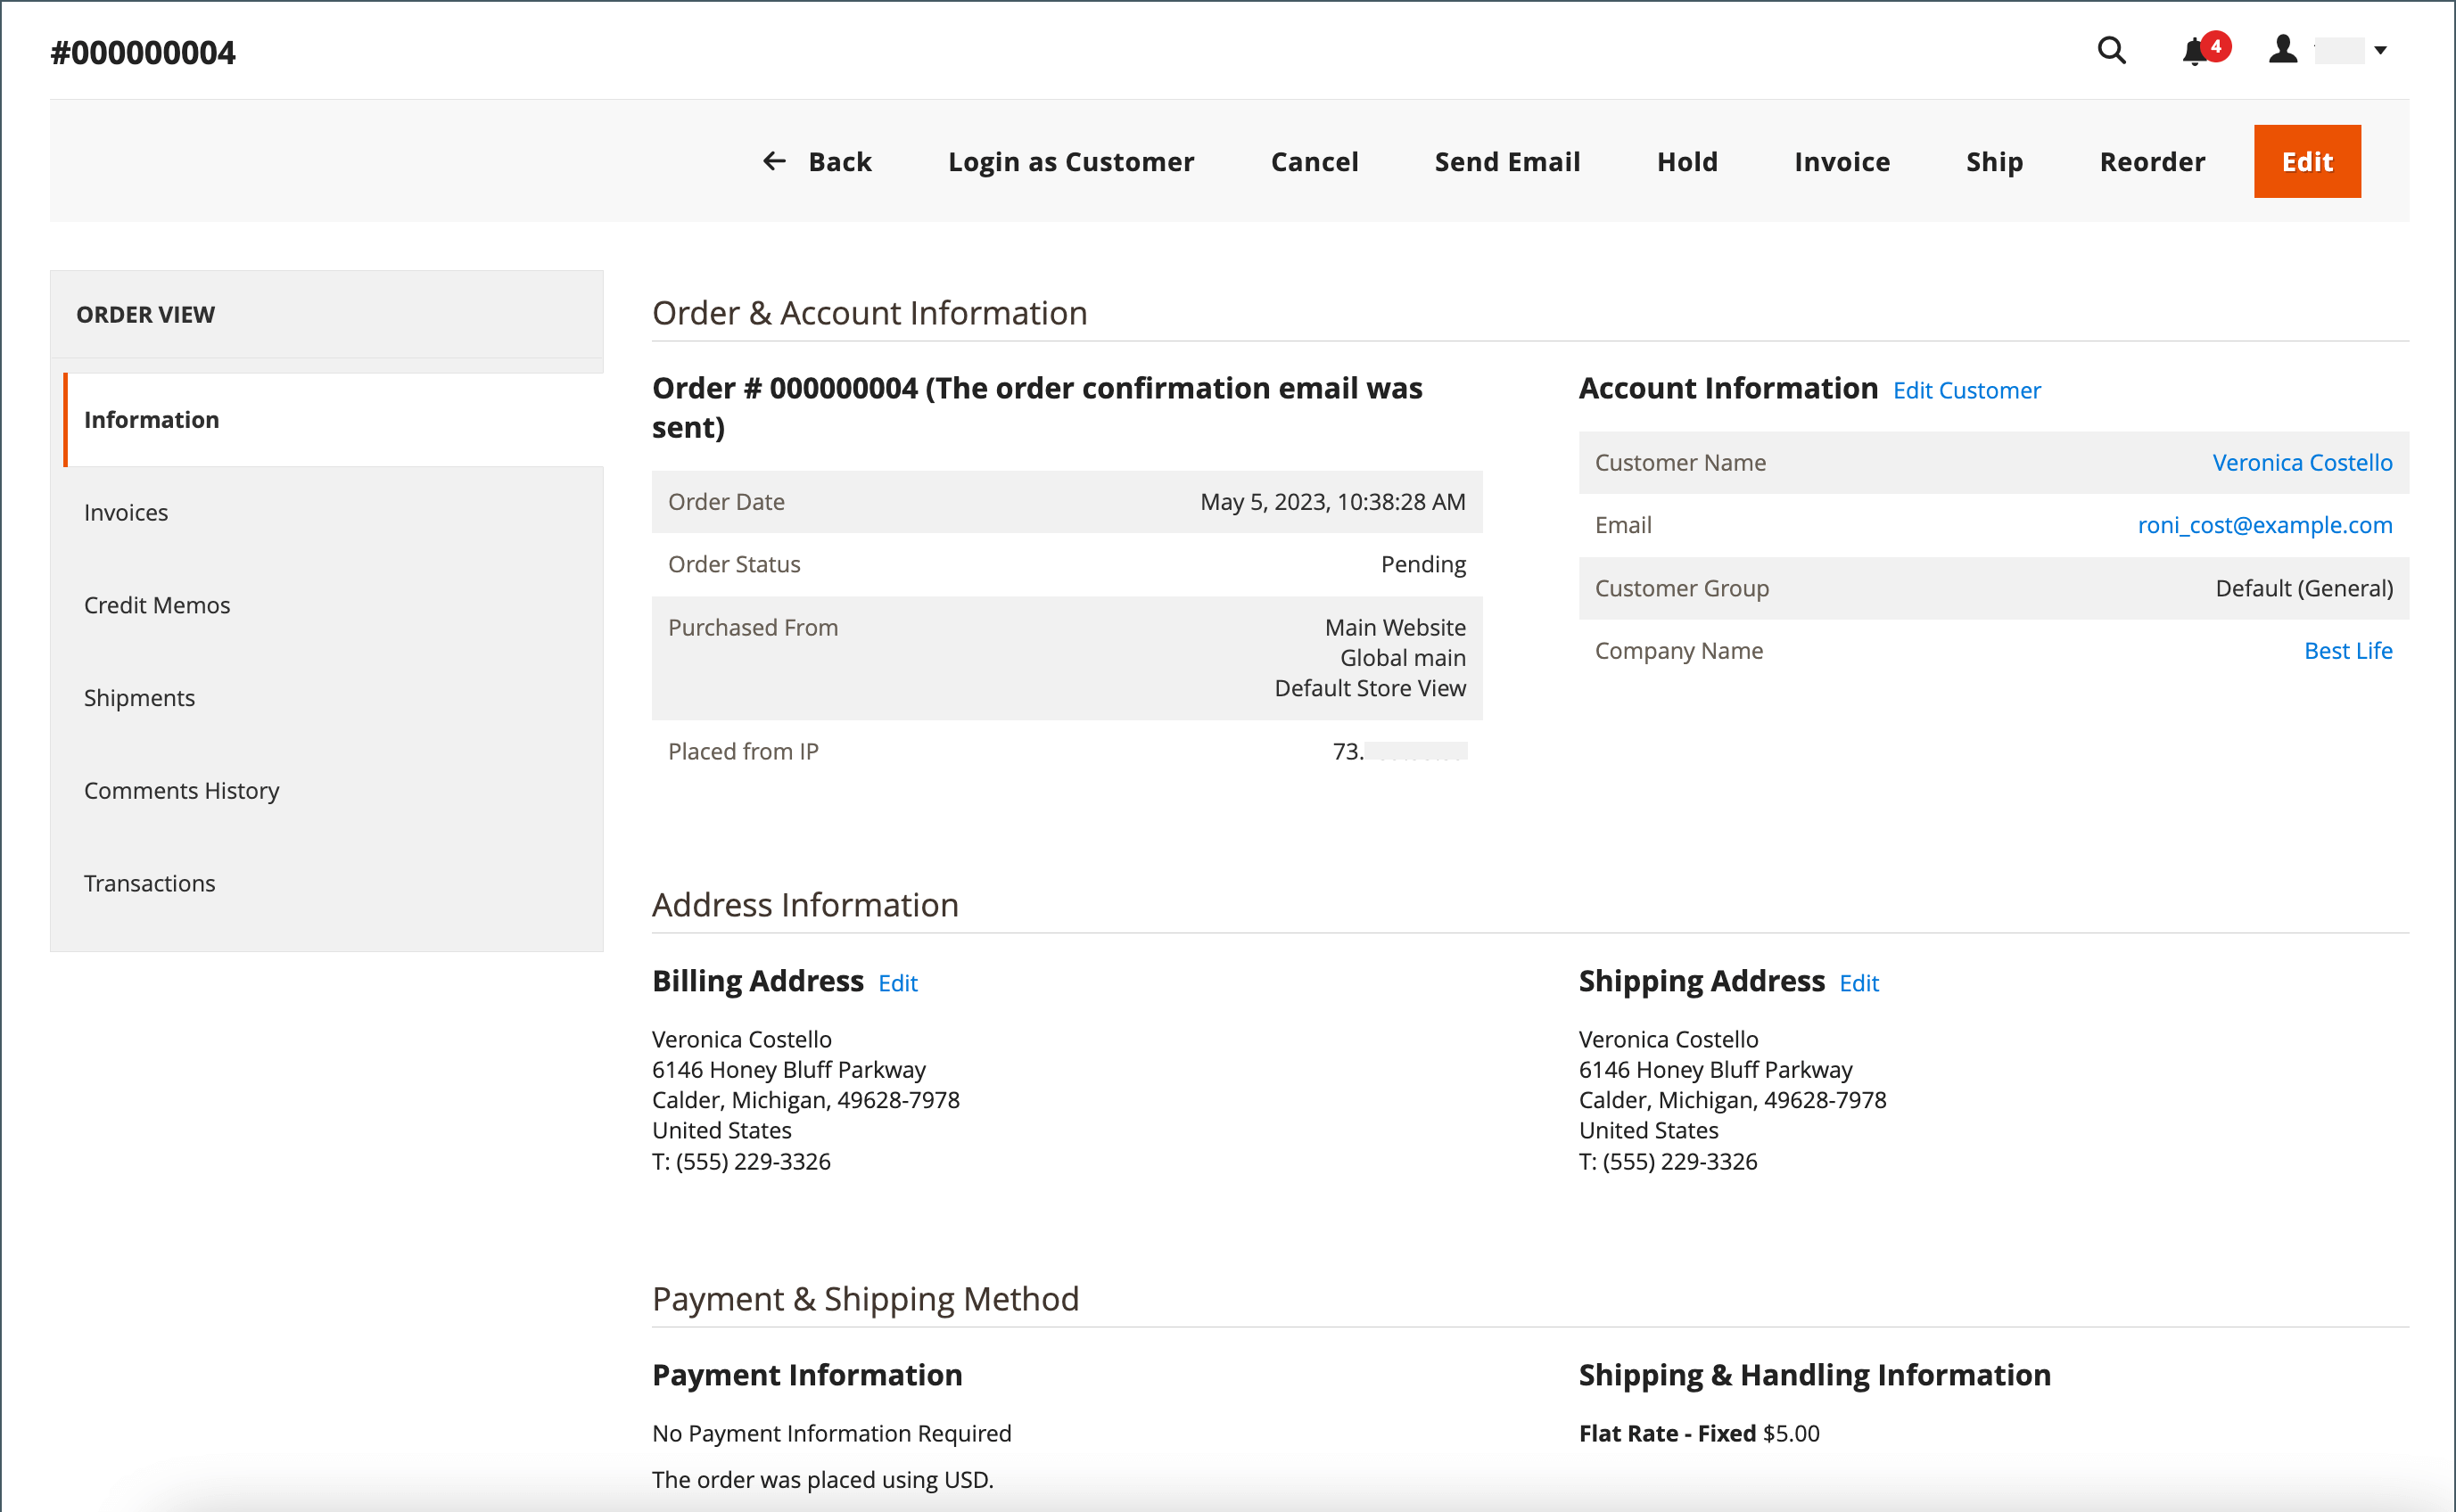 #000000004
4
Back Login as Customer Cancel Send Email Hold Invoice Ship Reorder Edit
ORDER VIEW
Information
Invoices
Credit Memos
Shipments
Comments History
Transactions
Order & Account Information
Order # 000000004 (The order confirmation email was
sent)
Order Date May 5, 2023, 10:38:28 AM
Order Status Pending
Purchased From Main Website
Global main
Default Store View
Placed from IP 73.
Account Information Edit Customer
Customer Name Veronica Costello
Email roni_cost@example.com
Customer Group Default (General)
Company Name Best Life
Address Information
Billing Address Edit
Veronica Costello
6146 Honey Bluff Parkway
Calder, Michigan, 49628-7978
United States
T: (555) 229-3326
Shipping Address Edit
Veronica Costello
6146 Honey Bluff Parkway
Calder, Michigan, 49628-7978
United States
T: (555) 229-3326
Payment & Shipping Method
Payment Information
No Payment Information Required
The order was placed using USD.
Shipping & Handling Information
Flat Rate - Fixed $5.00